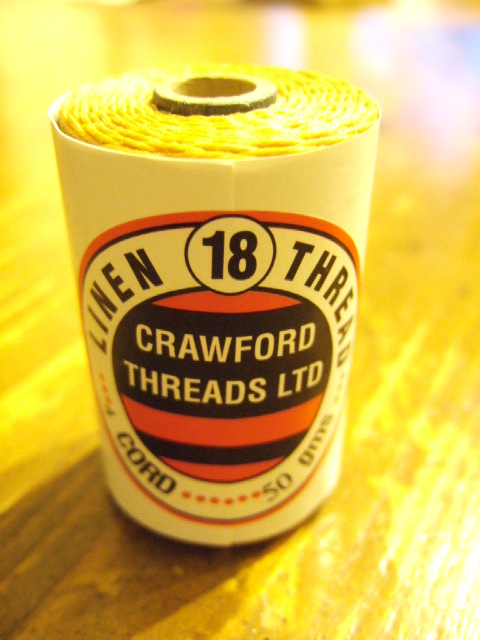 LINEN 18 THREAD
CRAWFORD
THREADS LTD
CORD 50 gms